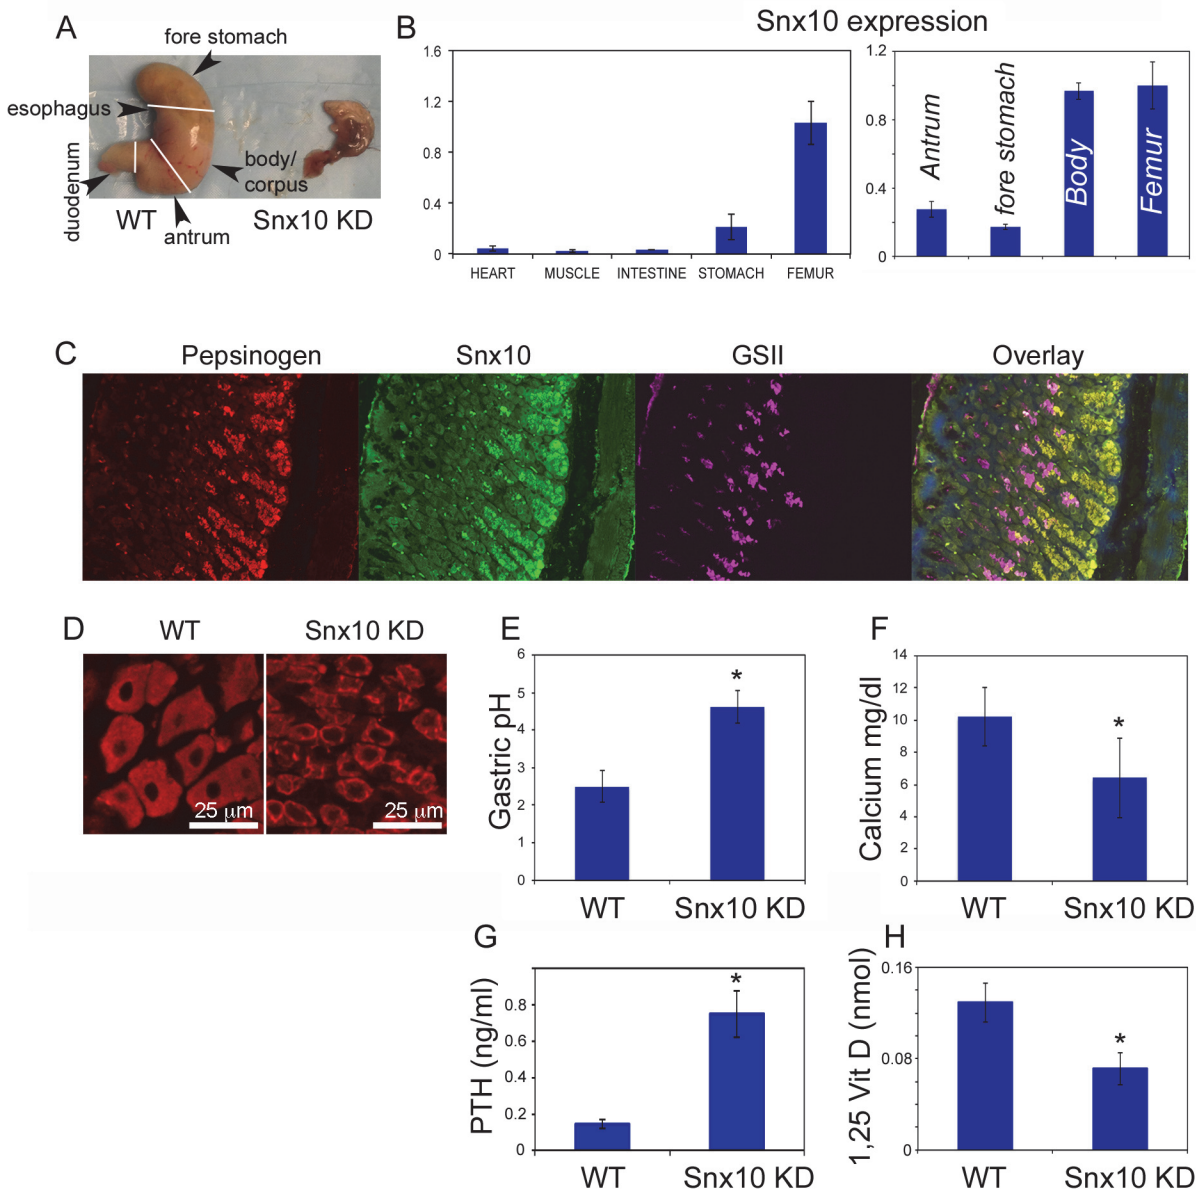 A
fore stomach
esophagus
duodenum
body/
corpus
WT
antrum
Snx10 KD
B
Snx10 expression
1.6
1.2
0.8
0.4
0
HEART
MUSCLE
INTESTINE
STOMACH
FEMUR
1.2
0.8
0.4
0
Antrum
fore stomach
Body
Femur
C
Pepsinogen
Snx10
GSII
Overlay
D
WT
Snx10 KD
25 μm
25 μm
E
Gastric pH
6
5
4
3
2
1
0
*
WT
Snx10 KD
F
Calcium mg/dl
14
12
10
8
6
4
2
0
*
WT
Snx10 KD
G
PTH (ng/ml)
0.8
0.6
0.4
0.2
0
*
WT
Snx10 KD
H
1,25 Vit D (nmol)
0.16
0.08
0
*
WT
Snx10 KD